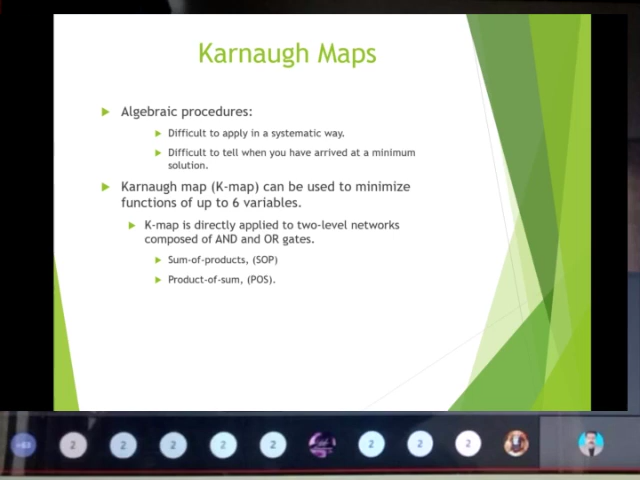 Karnaugh Maps
Algebraic procedures:
Difficult to apply in a systematic way.
Difficult to tell when you have arrived at a minimum
solution.
Karnaugh map (K-map) can be used to minimize
functions of up to 6 variables.
K-map is directly applied to two-level networks
composed of AND and OR gates.
Sum-of-products, (SOP)
Product-of-sum, (POS).
2 2 2 2 2 2 2 2